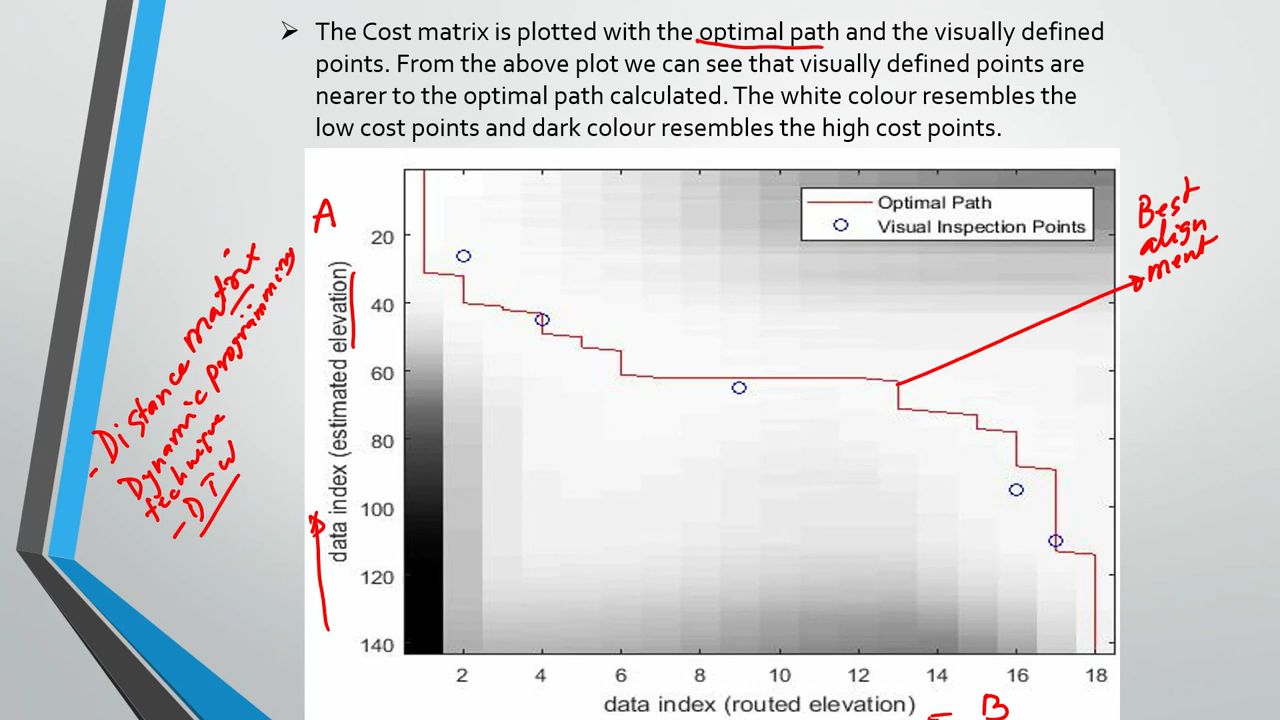 ➢ The Cost matrix is plotted with the optimal path and the visually defined
points. From the above plot we can see that visually defined points are
nearer to the optimal path calculated. The white colour resembles the
low cost points and dark colour resembles the high cost points.
A
- Distance matrix
Dynamic programming
technique
- DTW
Optimal Path
Visual Inspection Points
Best
align
ment
20
40
60
80
100
120
140
data index (estimated elevation)
2 4 6 8 10 12 14 16 18
data index (routed elevation)
B